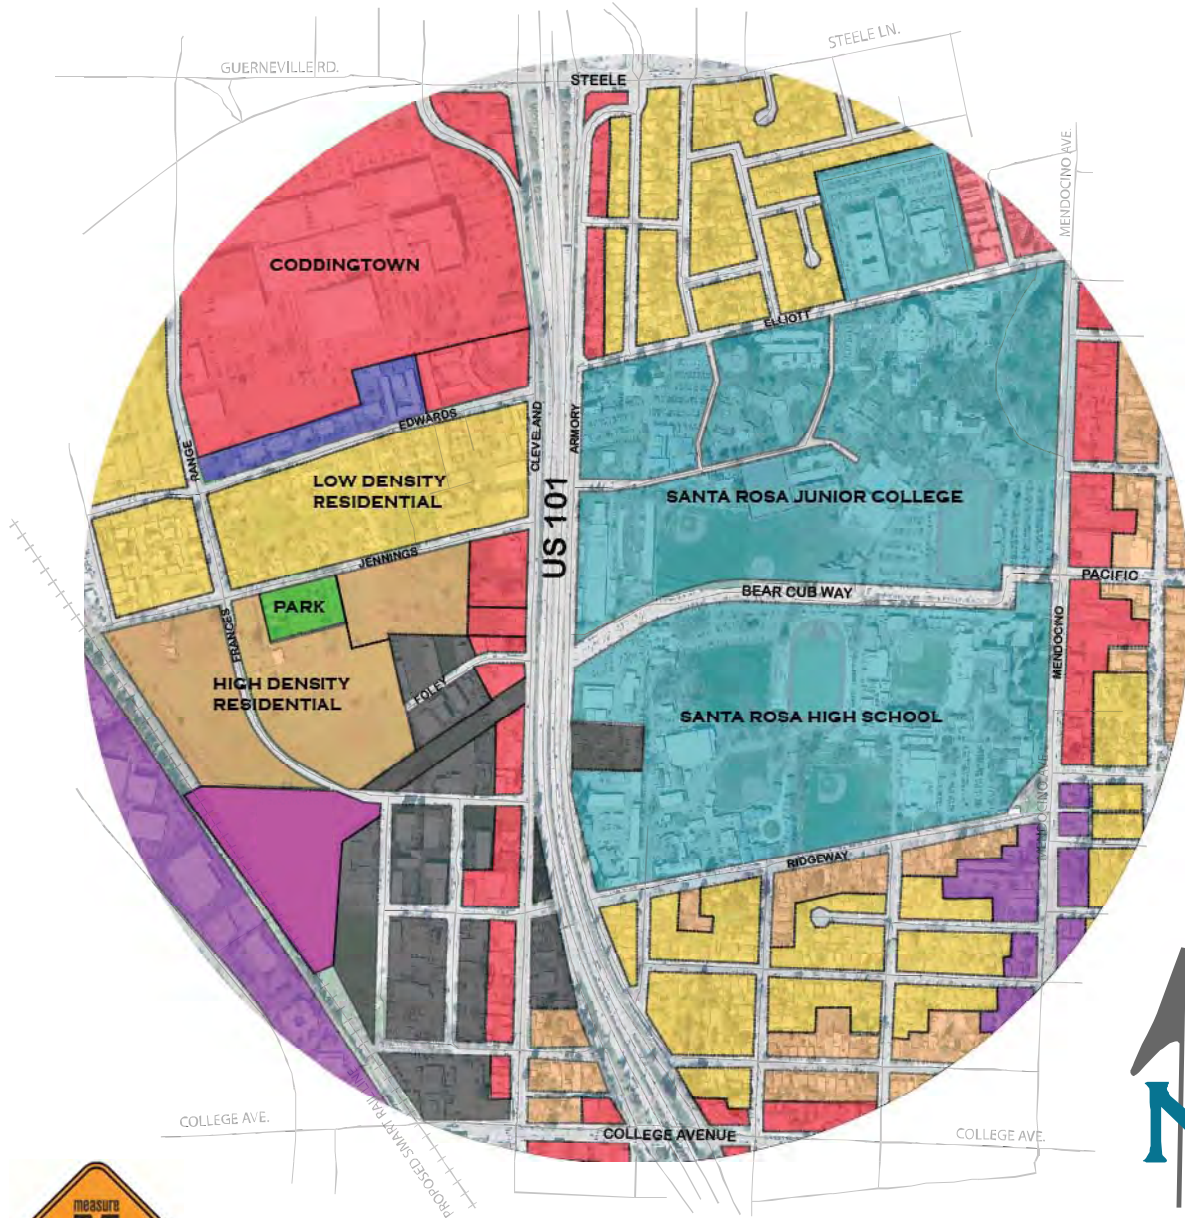 STEELE LN.
GUERNEVILLE RD.
STEELE
MENDOCINO AVE.
CODDINGTOWN
ELLIOTT
EDWARDS
CLEVELAND
ARMORY
RANGE
LOW DENSITY
RESIDENTIAL
US 101
SANTA ROSA JUNIOR COLLEGE
JENNINGS
PACIFIC
BEAR CUB WAY
PARK
FRANCES
MENDOCINO
HIGH DENSITY
RESIDENTIAL
FOLEY
SANTA ROSA HIGH SCHOOL
MENDOCINO AVE.
RIDGEWAY
PROPOSED SMART RAIL LINE
COLLEGE AVE.
COLLEGE AVENUE
COLLEGE AVE.
N
measure